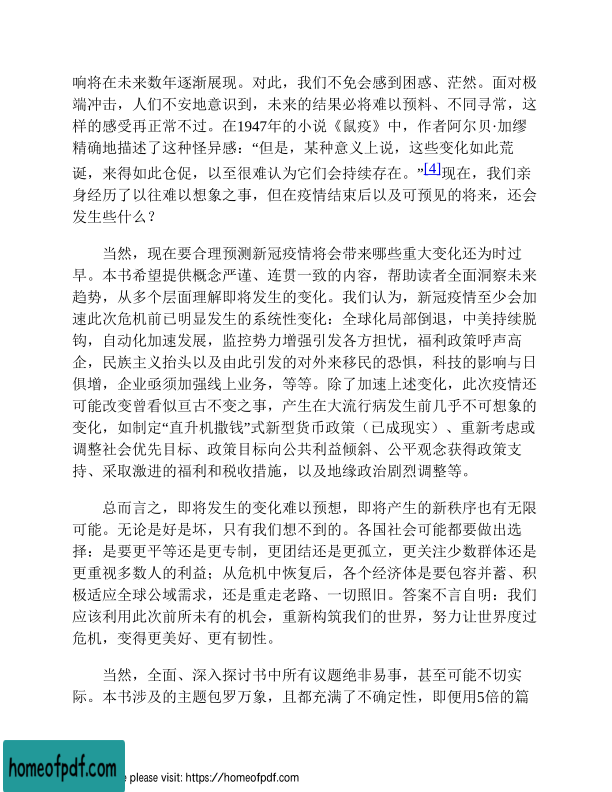 响将在未来数年逐渐展现。对此，我们不免会感到困惑、茫然。面对极
端冲击，人们不安地意识到，未来的结果必将难以预料、不同寻常，这
样的感受再正常不过。在1947年的小说《鼠疫》中，作者阿尔贝·加缪
精确地描述了这种怪异感：“但是，某种意义上说，这些变化如此荒
诞，来得如此仓促，以至很难认为它们会持续存在。”[4]现在，我们亲
身经历了以往难以想象之事，但在疫情结束后以及可预见的将来，还会
发生些什么？
当然，现在要合理预测新冠疫情将会带来哪些重大变化还为时过
早。本书希望提供概念严谨、连贯一致的内容，帮助读者全面洞察未来
趋势，从多个层面理解即将发生的变化。我们认为，新冠疫情至少会加
速此次危机前已明显发生的系统性变化：全球化局部倒退，中美持续脱
钩，自动化加速发展，监控势力增强引发各方担忧，福利政策呼声高
企，民族主义抬头以及由此引发的对外来移民的恐惧，科技的影响与日
俱增，企业亟须加强线上业务，等等。除了加速上述变化，此次疫情还
可能改变曾看似亘古不变之事，产生在大流行病发生前几乎不可想象的
变化，如制定“直升机撒钱”式新型货币政策（已成现实）、重新考虑或
调整社会优先目标、政策目标向公共利益倾斜、公平观念获得政策支
持、采取激进的福利和税收措施，以及地缘政治剧烈调整等。
总而言之，即将发生的变化难以预想，即将产生的新秩序也有无限
可能。无论是好是坏，只有我们想不到的。各国社会可能都要做出选
择：是要更平等还是更专制，更团结还是更孤立，更关注少数群体还是
更重视多数人的利益；从危机中恢复后，各个经济体是要包容并蓄、积
极适应全球公域需求，还是重走老路、一切照旧。答案不言自明：我们
应该利用此次前所未有的机会，重新构筑我们的世界，努力让世界度过
危机，变得更美好、更有韧性。
当然，全面、深入探讨书中所有议题绝非易事，甚至可能不切实
际。本书涉及的主题包罗万象，且都充满了不确定性，即便用5倍的篇
homeofpdf.com
please visit: https://homeofpdf.com